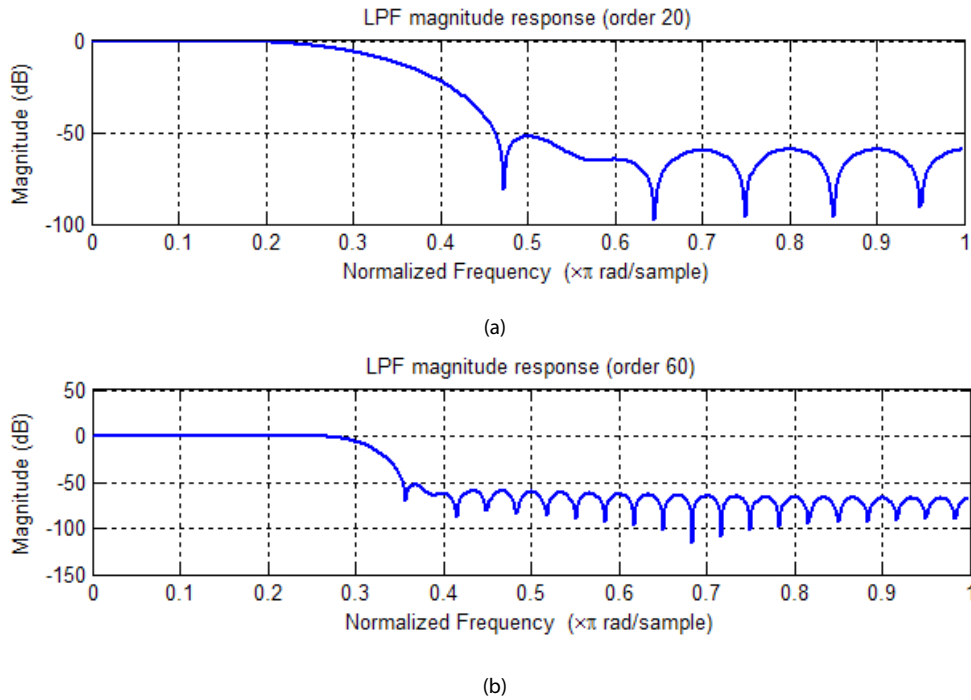 LPF magnitude response (order 20)
Magnitude (dB)
0
-50
-100
0 0.1 0.2 0.3 0.4 0.5 0.6 0.7 0.8 0.9 1
Normalized Frequency (×π rad/sample)
(a)
LPF magnitude response (order 60)
Magnitude (dB)
50
0
-50
-100
-150
0 0.1 0.2 0.3 0.4 0.5 0.6 0.7 0.8 0.9 1
Normalized Frequency (×π rad/sample)
(b)